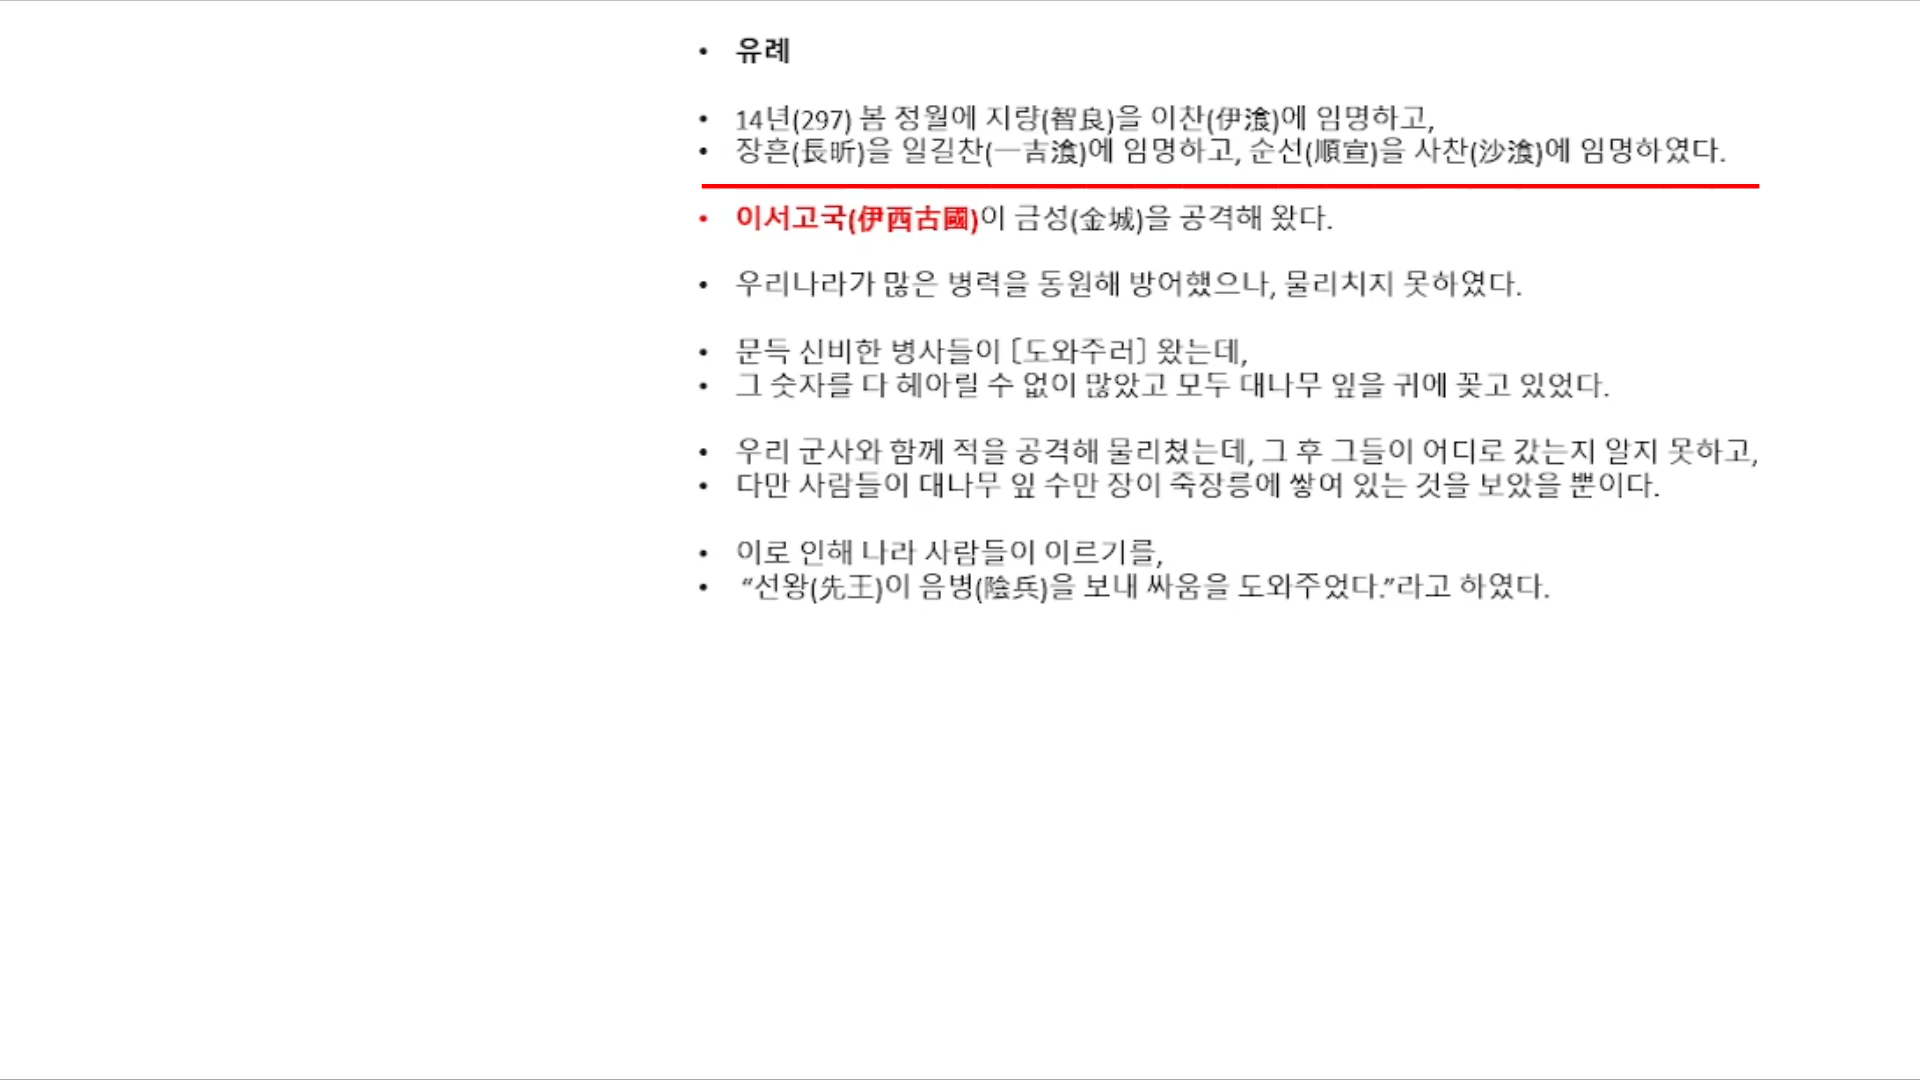 • 유례
• 14년(297) 봄 정월에 지량(智良)을 이찬(伊湌)에 임명하고,
• 장흔(長昕)을 일길찬(一吉湌)에 임명하고, 순선(順宣)을 사찬(沙湌)에 임명하였다.
• 이서고국(伊西古國)이 금성(金城)을 공격해 왔다.
• 우리나라가 많은 병력을 동원해 방어했으나, 물리치지 못하였다.
• 문득 신비한 병사들이 [도와주러] 왔는데,
• 그 숫자를 다 헤아릴 수 없이 많았고 모두 대나무 잎을 귀에 꽂고 있었다.
• 우리 군사와 함께 적을 공격해 물리쳤는데, 그 후 그들이 어디로 갔는지 알지 못하고,
• 다만 사람들이 대나무 잎 수만 장이 죽장릉에 쌓여 있는 것을 보았을 뿐이다.
• 이로 인해 나라 사람들이 이르기를,
• “선왕(先王)이 음병(陰兵)을 보내 싸움을 도와주었다.”라고 하였다.